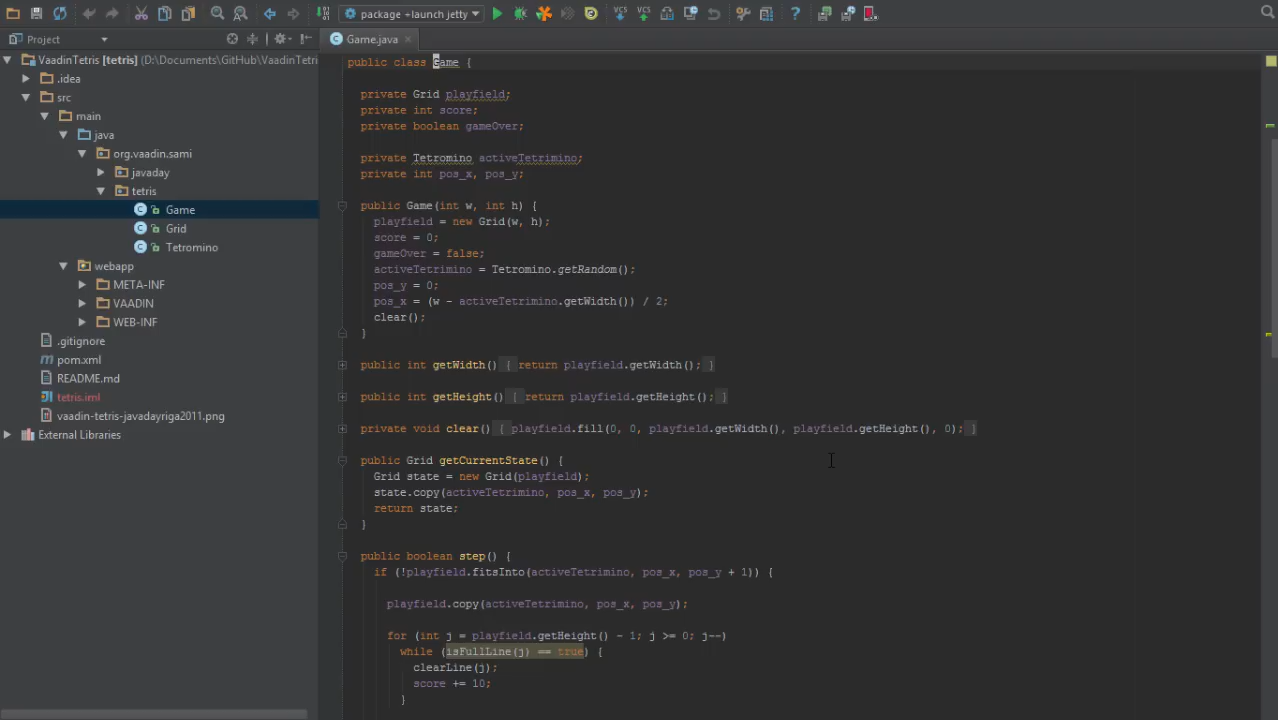 package +launch jetty
Project
Game.java
VaadinTetris [tetris] (D:\Documents\GitHub\VaadinTetri
.idea
src
main
java
org.vaadin.sami
javaday
tetris
Game
Grid
Tetromino
webapp
META-INF
VAADIN
WEB-INF
.gitignore
pom.xml
README.md
tetris.iml
vaadin-tetris-javadayriga2011.png
External Libraries
public class Game {
private Grid playfield;
private int score;
private boolean gameOver;
private Tetromino activeTetrimino;
private int pos_x, pos_y;
public Game(int w, int h) {
playfield = new Grid(w, h);
score = 0;
gameOver = false;
activeTetrimino = Tetromino.getRandom();
pos_y = 0;
pos_x = (w - activeTetrimino.getWidth()) / 2;
clear();
}
public int getWidth() { return playfield.getWidth(); }
public int getHeight() { return playfield.getHeight(); }
private void clear() { playfield.fill(0, 0, playfield.getWidth(), playfield.getHeight(), 0); }
public Grid getCurrentState() {
Grid state = new Grid(playfield);
state.copy(activeTetrimino, pos_x, pos_y);
return state;
}
public boolean step() {
if (!playfield.fitsInto(activeTetrimino, pos_x, pos_y + 1)) {
playfield.copy(activeTetrimino, pos_x, pos_y);
for (int j = playfield.getHeight() - 1; j >= 0; j--)
while (isFullLine(j) == true) {
clearLine(j);
score += 10;
}